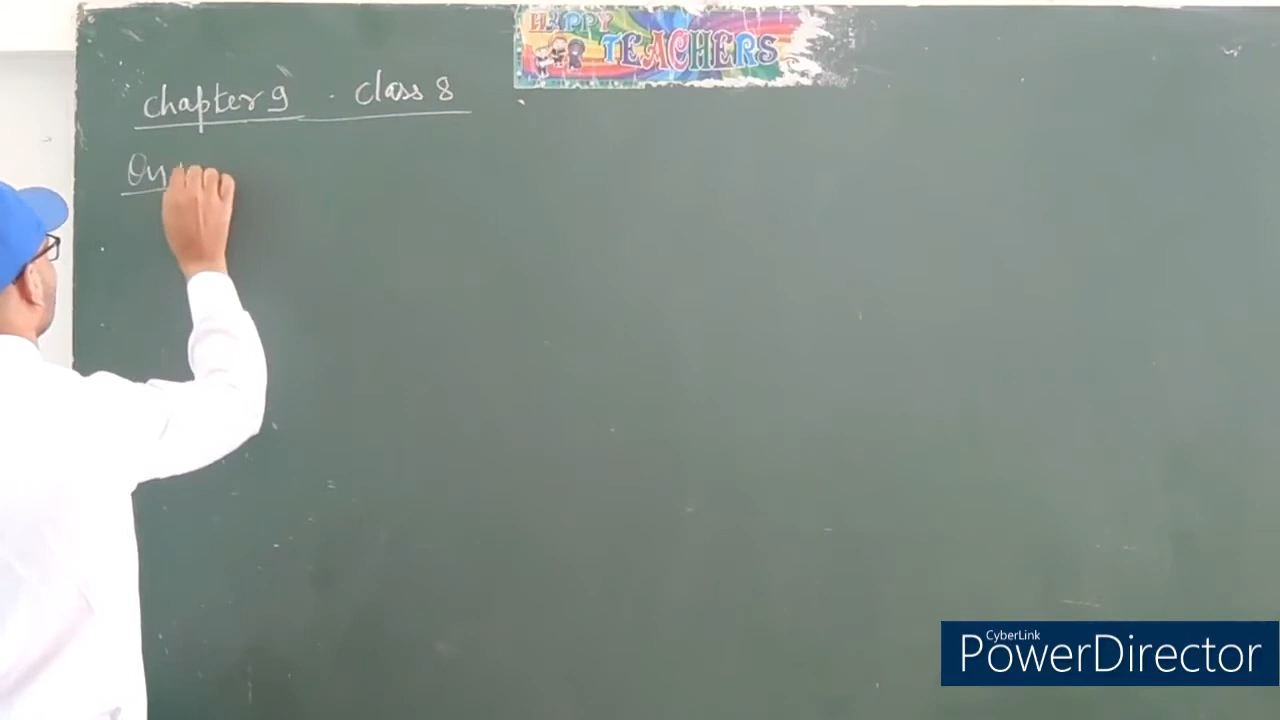 HAPPY
TEACHERS
chapter 9 . class 8
CyberLink
PowerDirector